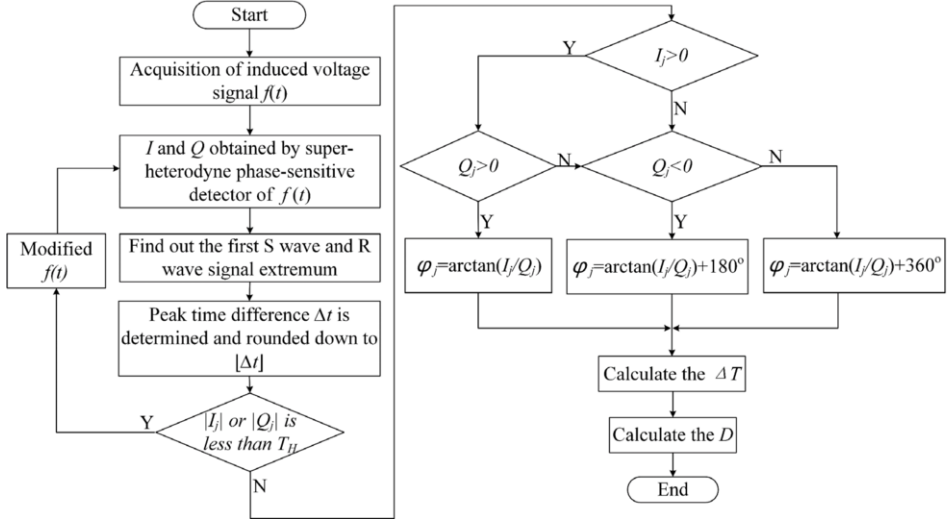 Start
Acquisition of induced voltage
signal f(t)
I and Q obtained by super-
heterodyne phase-sensitive
detector of f(t)
Find out the first S wave and R
wave signal extremum
Peak time difference Δt is
determined and rounded down to
⌊Δt⌋
|Iⱼ| or |Qⱼ| is
less than T_H
Y
N
Modified
f(t)
Iⱼ>0
Y
N
Qⱼ>0
N
Y
Qⱼ<0
N
Y
φⱼ=arctan(Iⱼ/Qⱼ)
φⱼ=arctan(Iⱼ/Qⱼ)+180°
φⱼ=arctan(Iⱼ/Qⱼ)+360°
Calculate the ΔT
Calculate the D
End